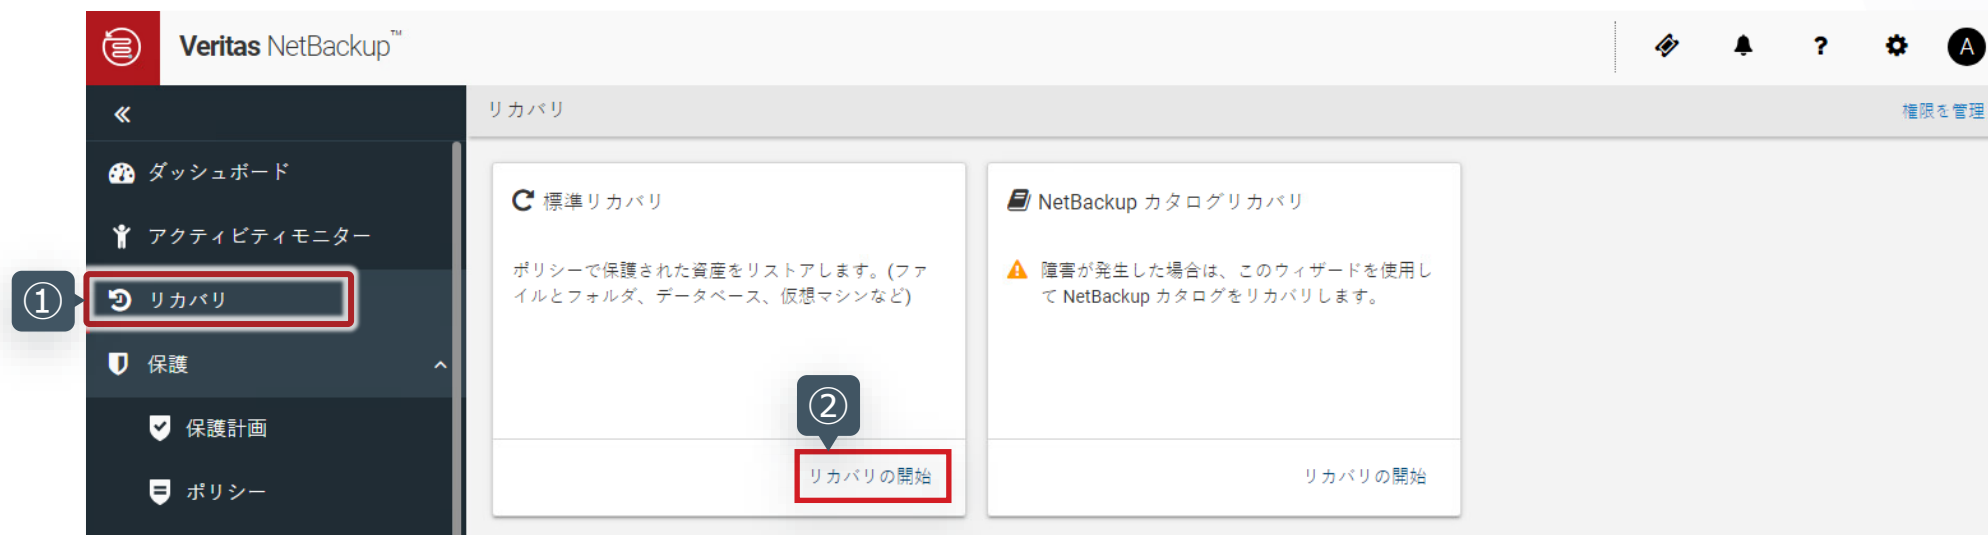 Veritas NetBackup™
A
リカバリ
権限を管理
ダッシュボード
アクティビティモニター
①
リカバリ
保護
保護計画
ポリシー
標準リカバリ
ポリシーで保護された資産をリストアします。(ファ
イルとフォルダ、データベース、仮想マシンなど)
②
リカバリの開始
NetBackup カタログリカバリ
障害が発生した場合は、このウィザードを使用し
て NetBackup カタログをリカバリします。
リカバリの開始